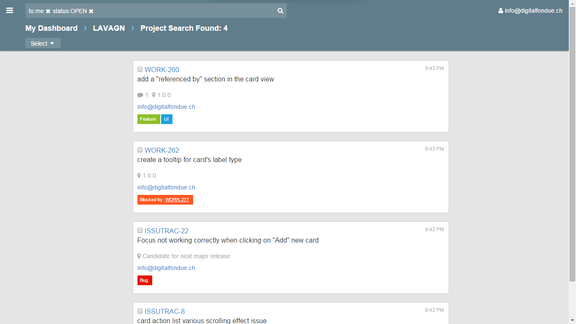 to:me ✖ status:OPEN ✖
info@digitalfondue.ch
My Dashboard > LAVAGN > Project Search Found: 4
Select
WORK-260
9:43 PM
add a "referenced by" section in the card view
1 1.0.0
info@digitalfondue.ch
Feature UI
WORK-262
9:43 PM
create a tooltip for card's label type
1.0.0
info@digitalfondue.ch
Blocked by WORK-277
ISSUTRAC-22
9:42 PM
Focus not working correctly when clicking on "Add" new card
Candidate for next major release
info@digitalfondue.ch
Bug
ISSUTRAC-8
9:42 PM
card action list various scrolling effect issue